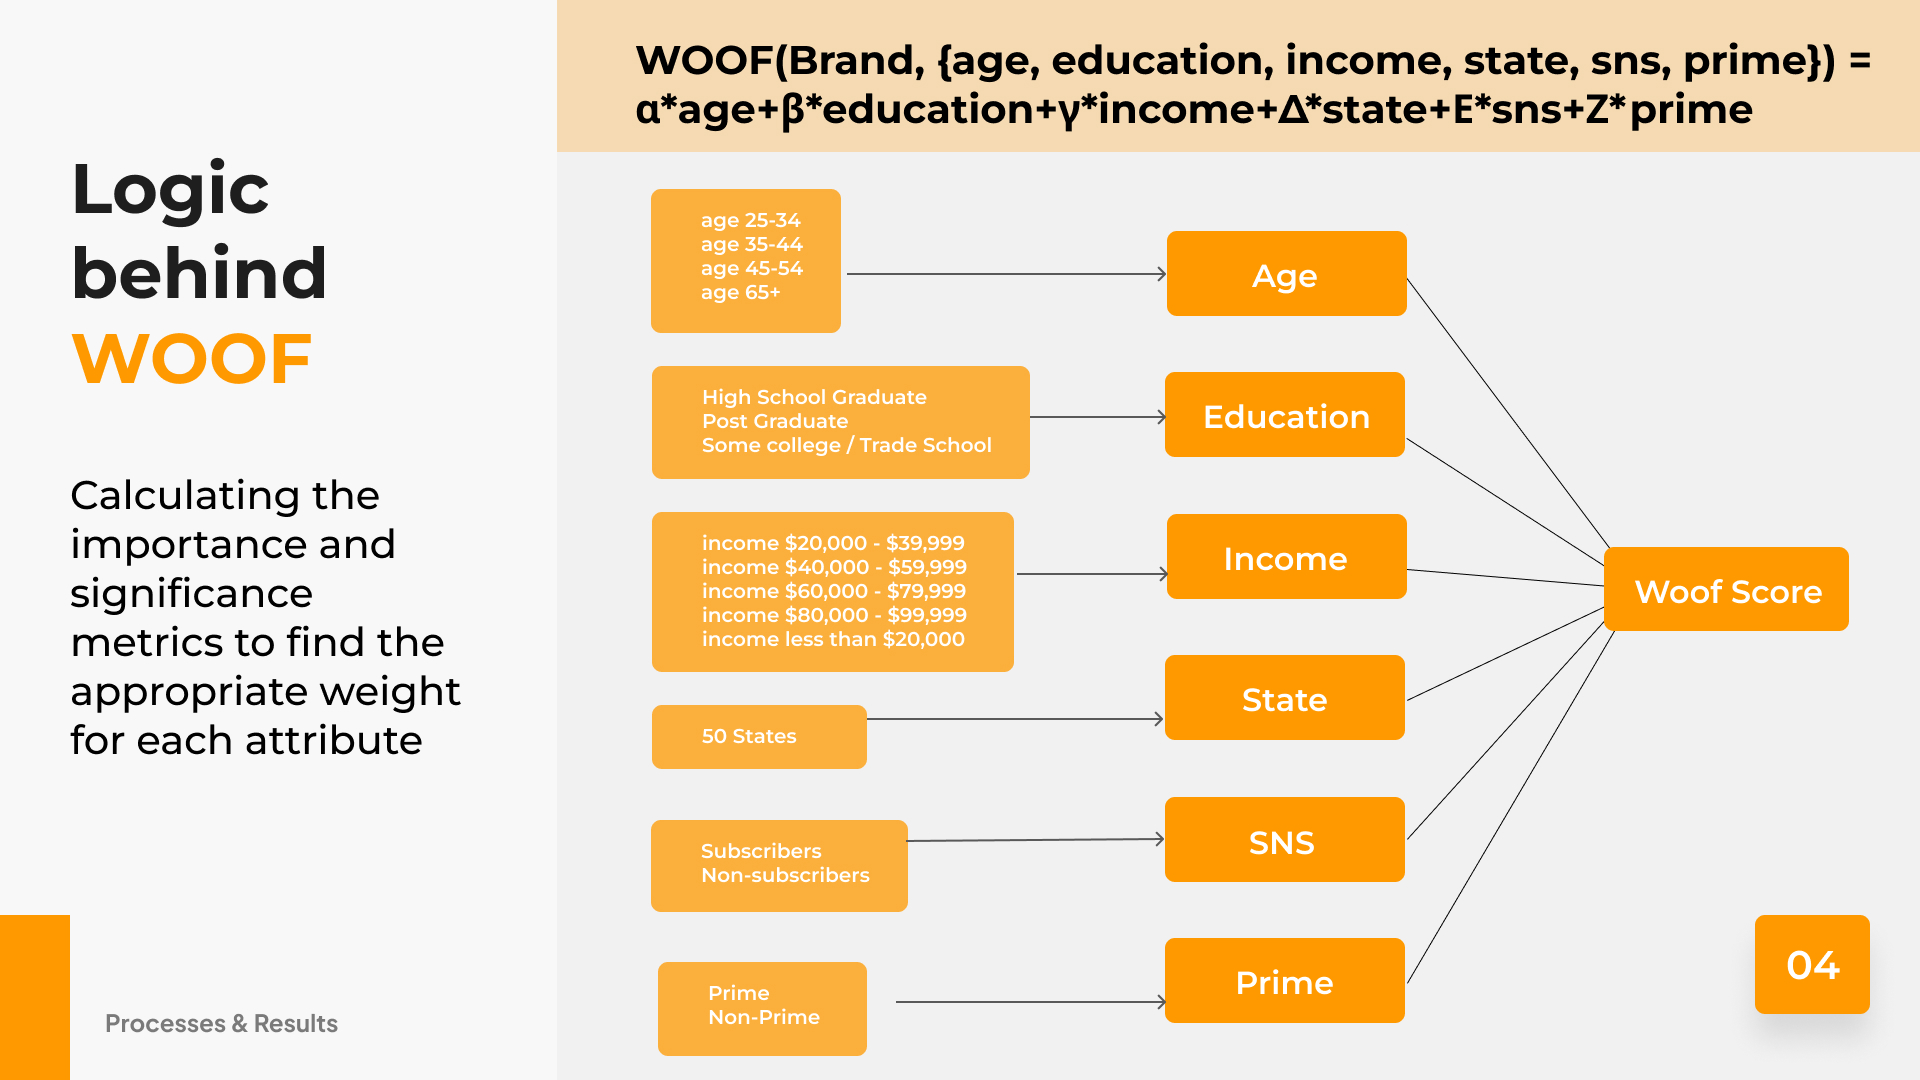 Logic
behind
WOOF
Calculating the
importance and
significance
metrics to find the
appropriate weight
for each attribute
Processes & Results
WOOF(Brand, {age, education, income, state, sns, prime}) =
α*age+β*education+γ*income+Δ*state+E*sns+Z*prime
age 25-34
age 35-44
age 45-54
age 65+
Age
High School Graduate
Post Graduate
Some college / Trade School
Education
income $20,000 - $39,999
income $40,000 - $59,999
income $60,000 - $79,999
income $80,000 - $99,999
income less than $20,000
Income
50 States
State
Subscribers
Non-subscribers
SNS
Prime
Non-Prime
Prime
Woof Score
04